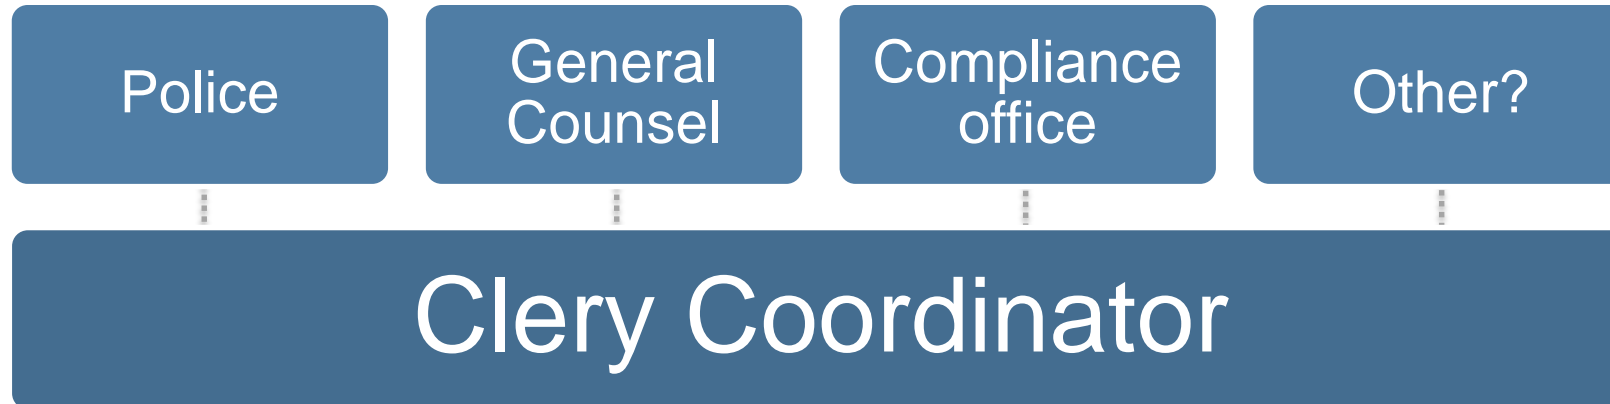 Police
General
Counsel
Compliance
office
Other?
Clery Coordinator